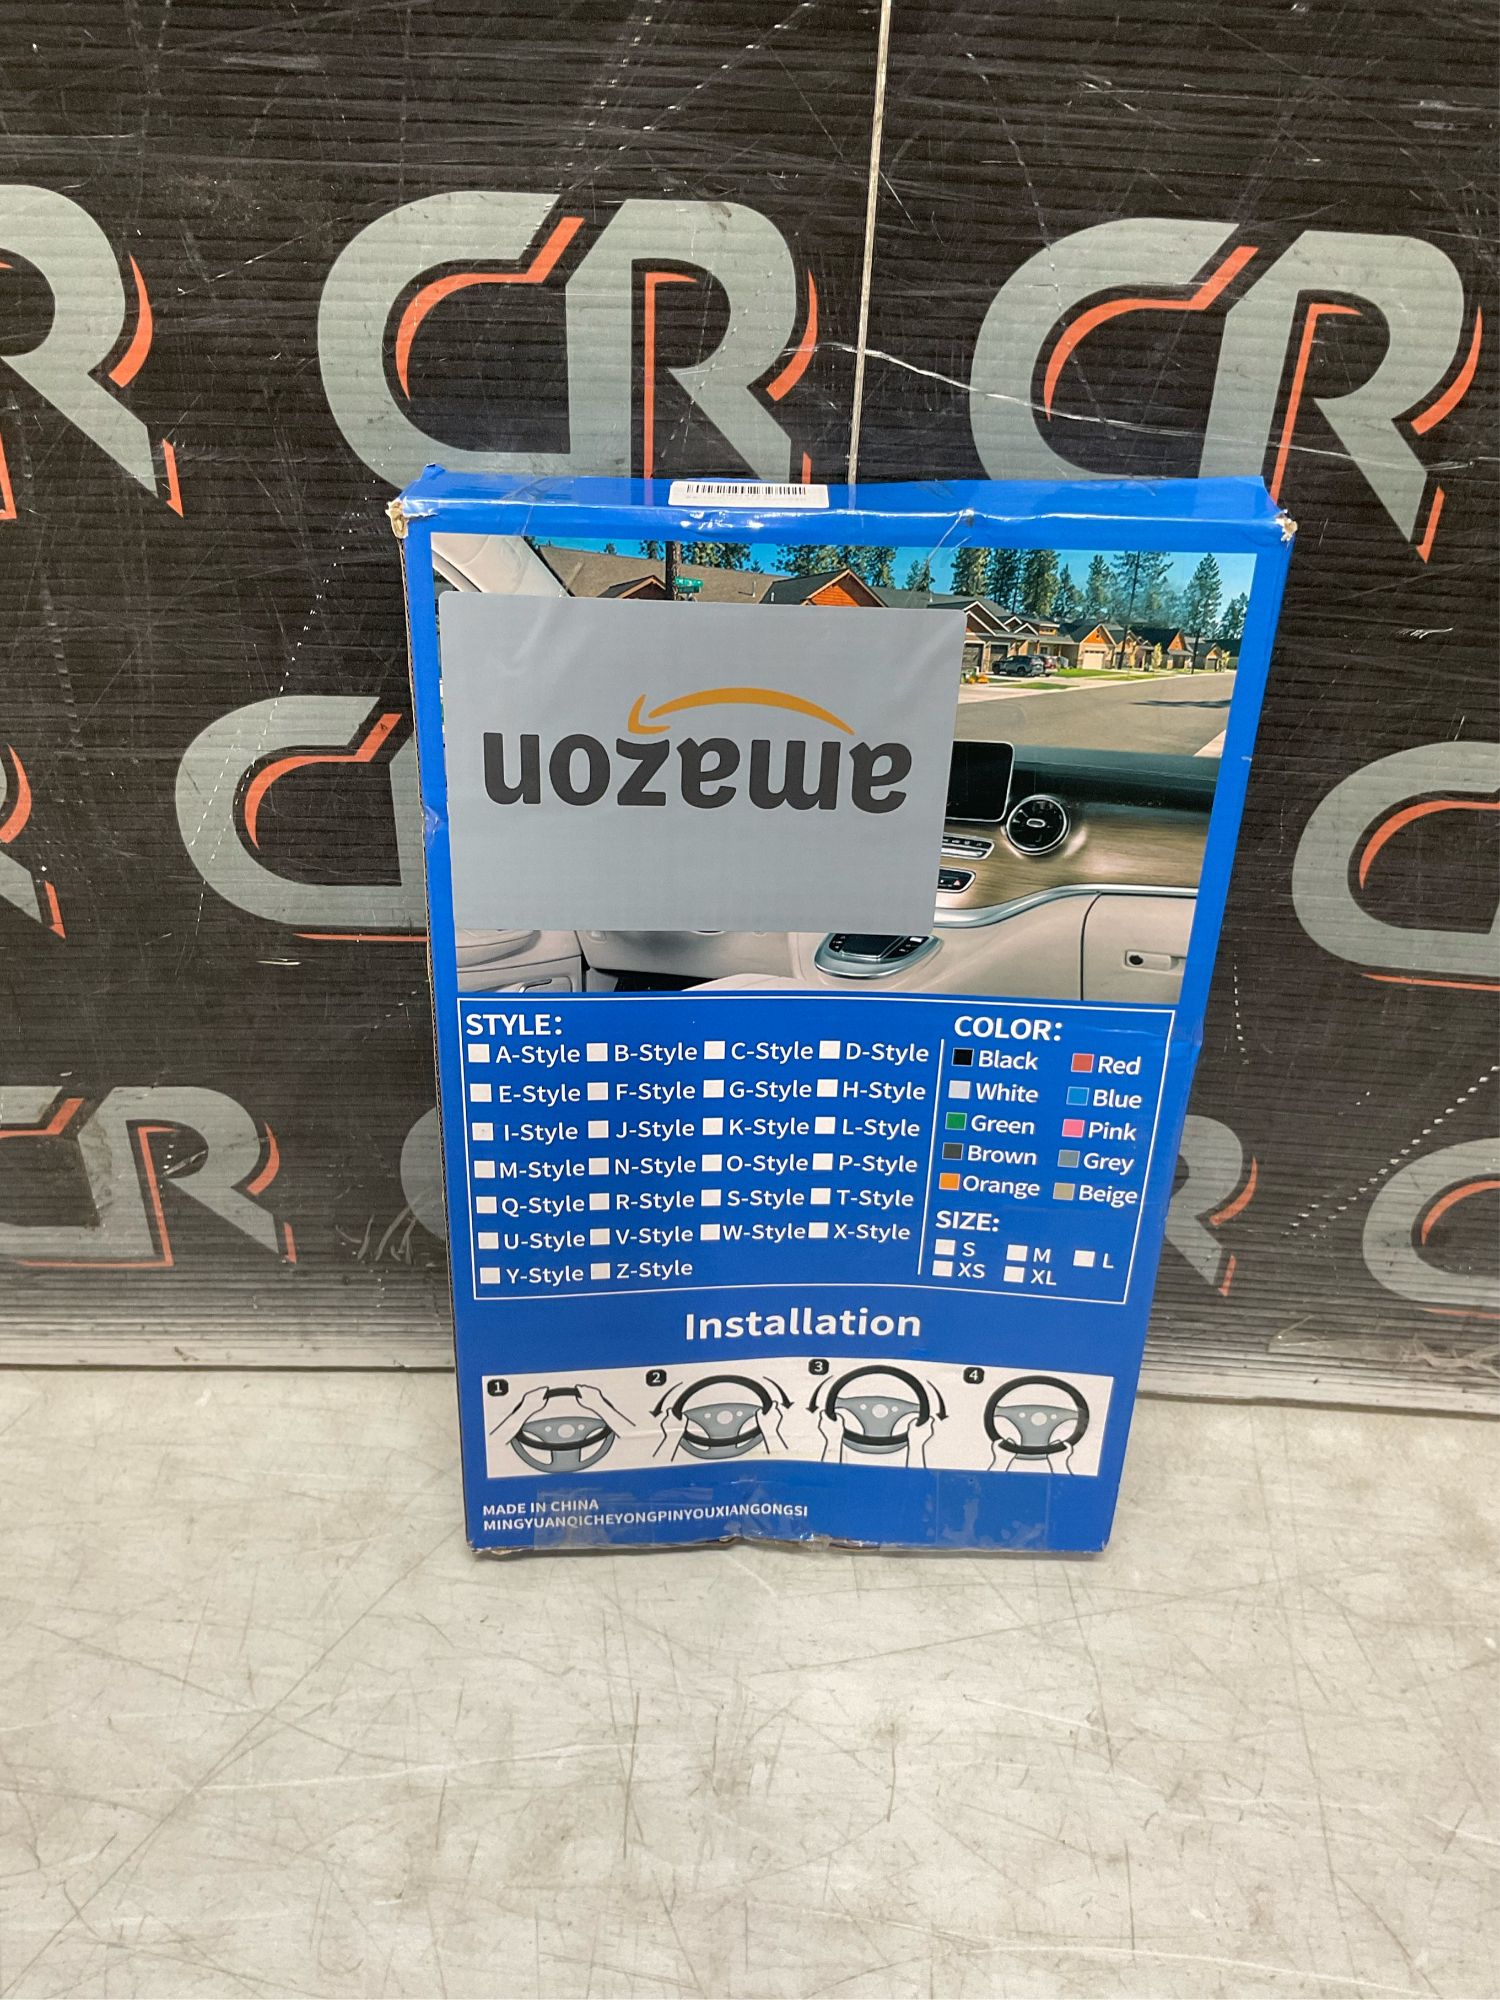 CR CR
amazon
STYLE: COLOR:
A-Style B-Style C-Style D-Style Black Red
E-Style F-Style G-Style H-Style White Blue
I-Style J-Style K-Style L-Style Green Pink
M-Style N-Style O-Style P-Style Brown Grey
Q-Style R-Style S-Style T-Style Orange Beige
U-Style V-Style W-Style X-Style SIZE:
Y-Style Z-Style S M L
XS XL
Installation
1 2 3 4
MADE IN CHINA
MINGYUANQICHEYONGPINYOUXIANGONGSI